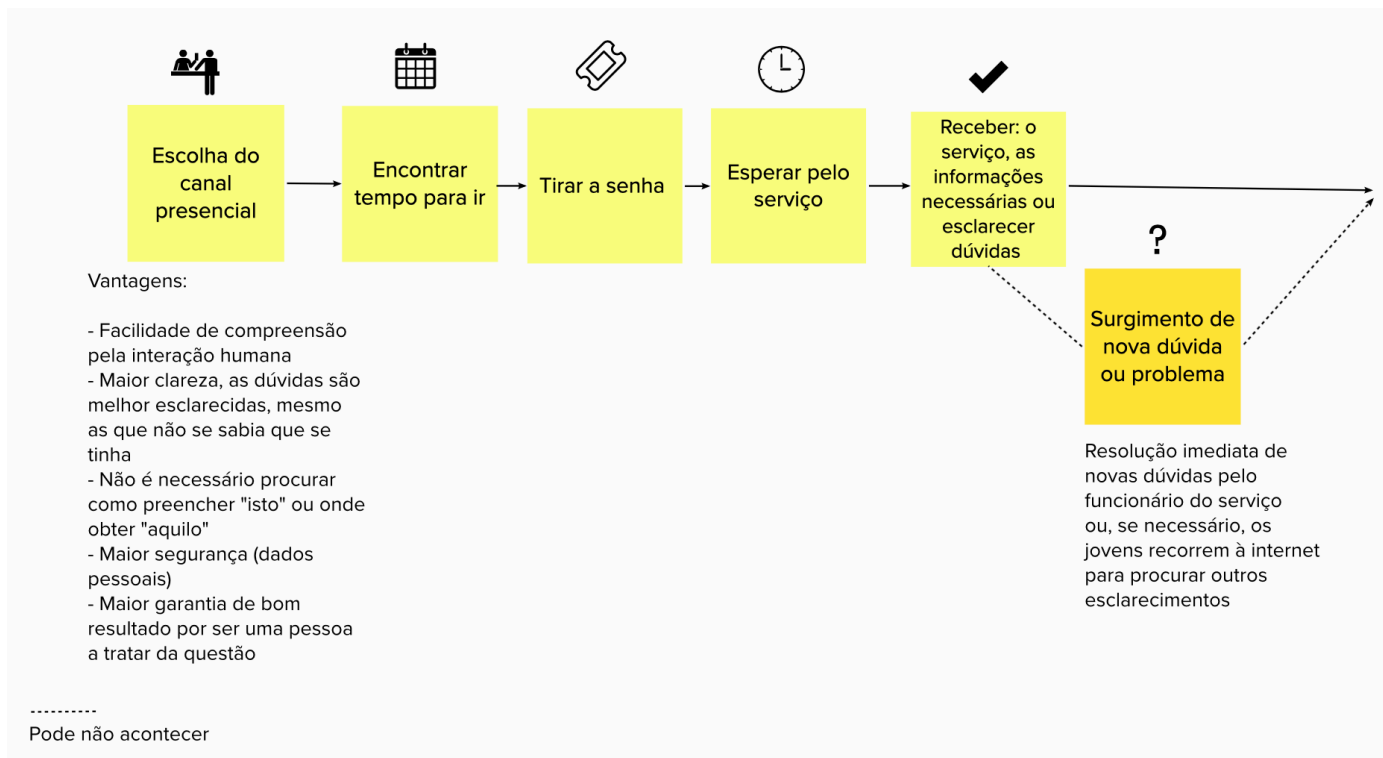 Escolha do
canal
presencial
Encontrar
tempo para ir
Tirar a senha
Esperar pelo
serviço
Receber: o
serviço, as
informações
necessárias ou
esclarecer
dúvidas
?
Surgimento de
nova dúvida
ou problema
Vantagens:
- Facilidade de compreensão
pela interação humana
- Maior clareza, as dúvidas são
melhor esclarecidas, mesmo
as que não se sabia que se
tinha
- Não é necessário procurar
como preencher "isto" ou onde
obter "aquilo"
- Maior segurança (dados
pessoais)
- Maior garantia de bom
resultado por ser uma pessoa
a tratar da questão
Resolução imediata de
novas dúvidas pelo
funcionário do serviço
ou, se necessário, os
jovens recorrem à internet
para procurar outros
esclarecimentos
Pode não acontecer